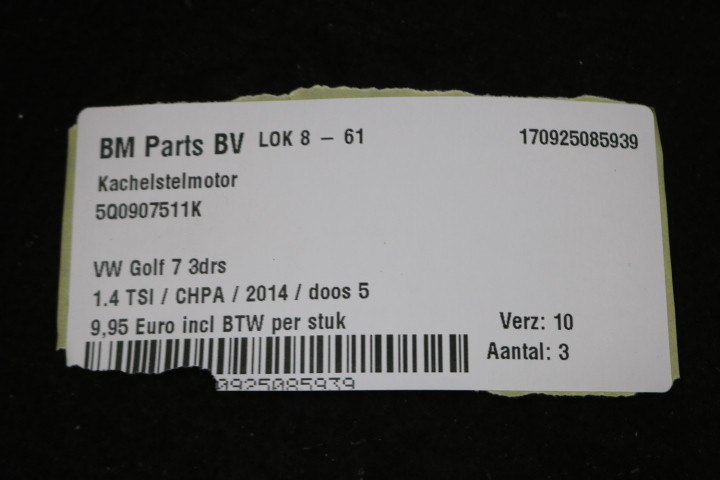 BM Parts BV LOK 8 - 61 170925085939
Kachelstelmotor
5Q0907511K
VW Golf 7 3drs
1.4 TSI / CHPA / 2014 / doos 5
9,95 Euro incl BTW per stuk Verz: 10
Aantal: 3
0925085939